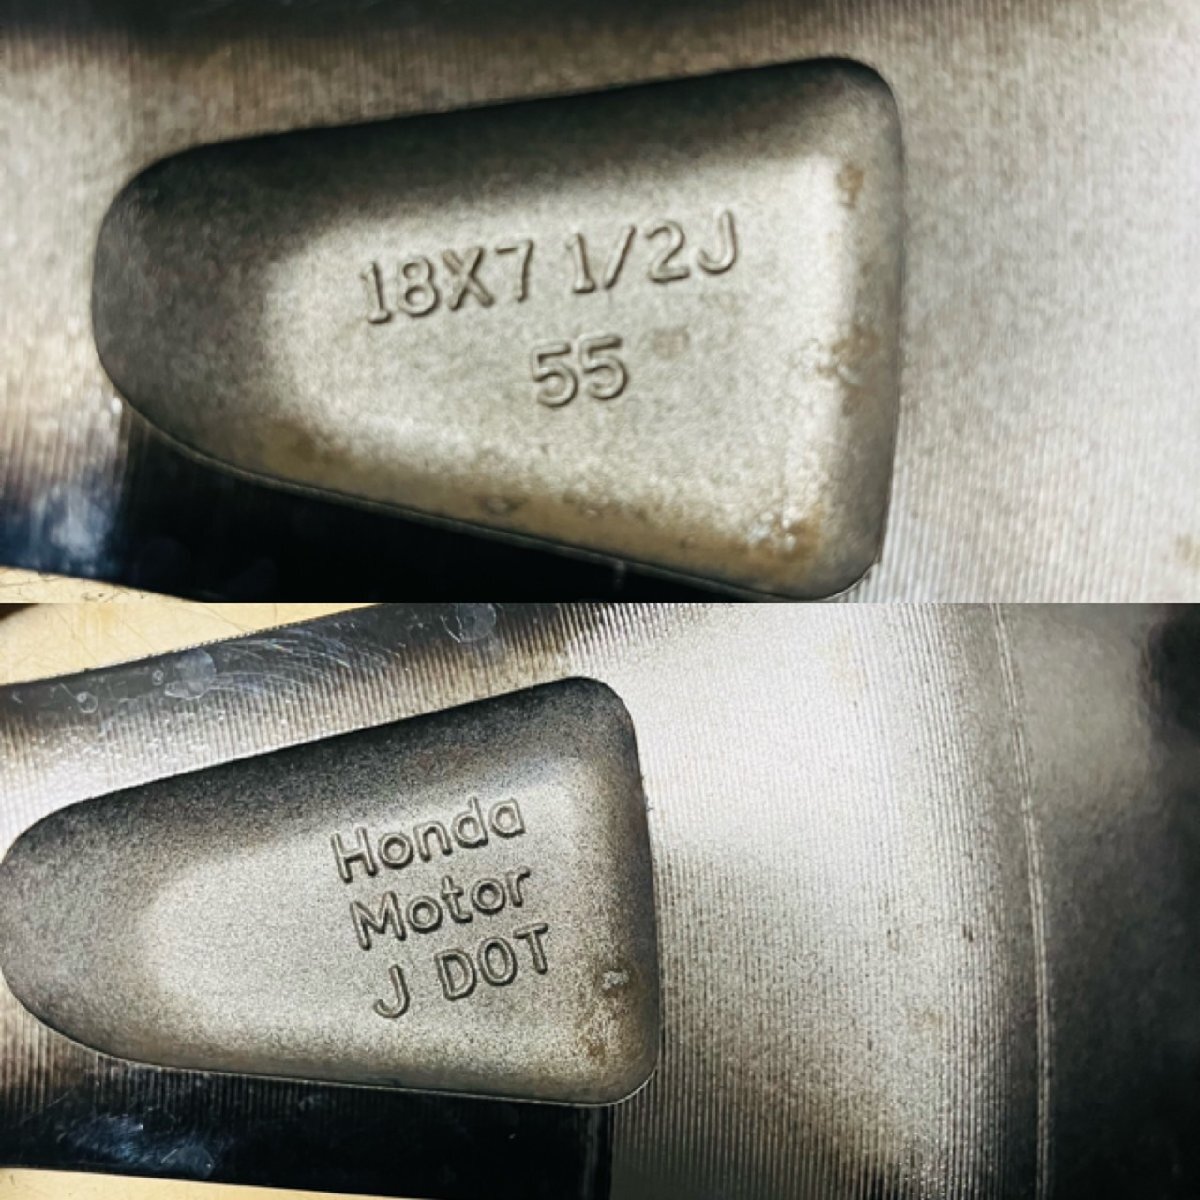 18X7 1/2J
55
Honda
Motor
J DOT